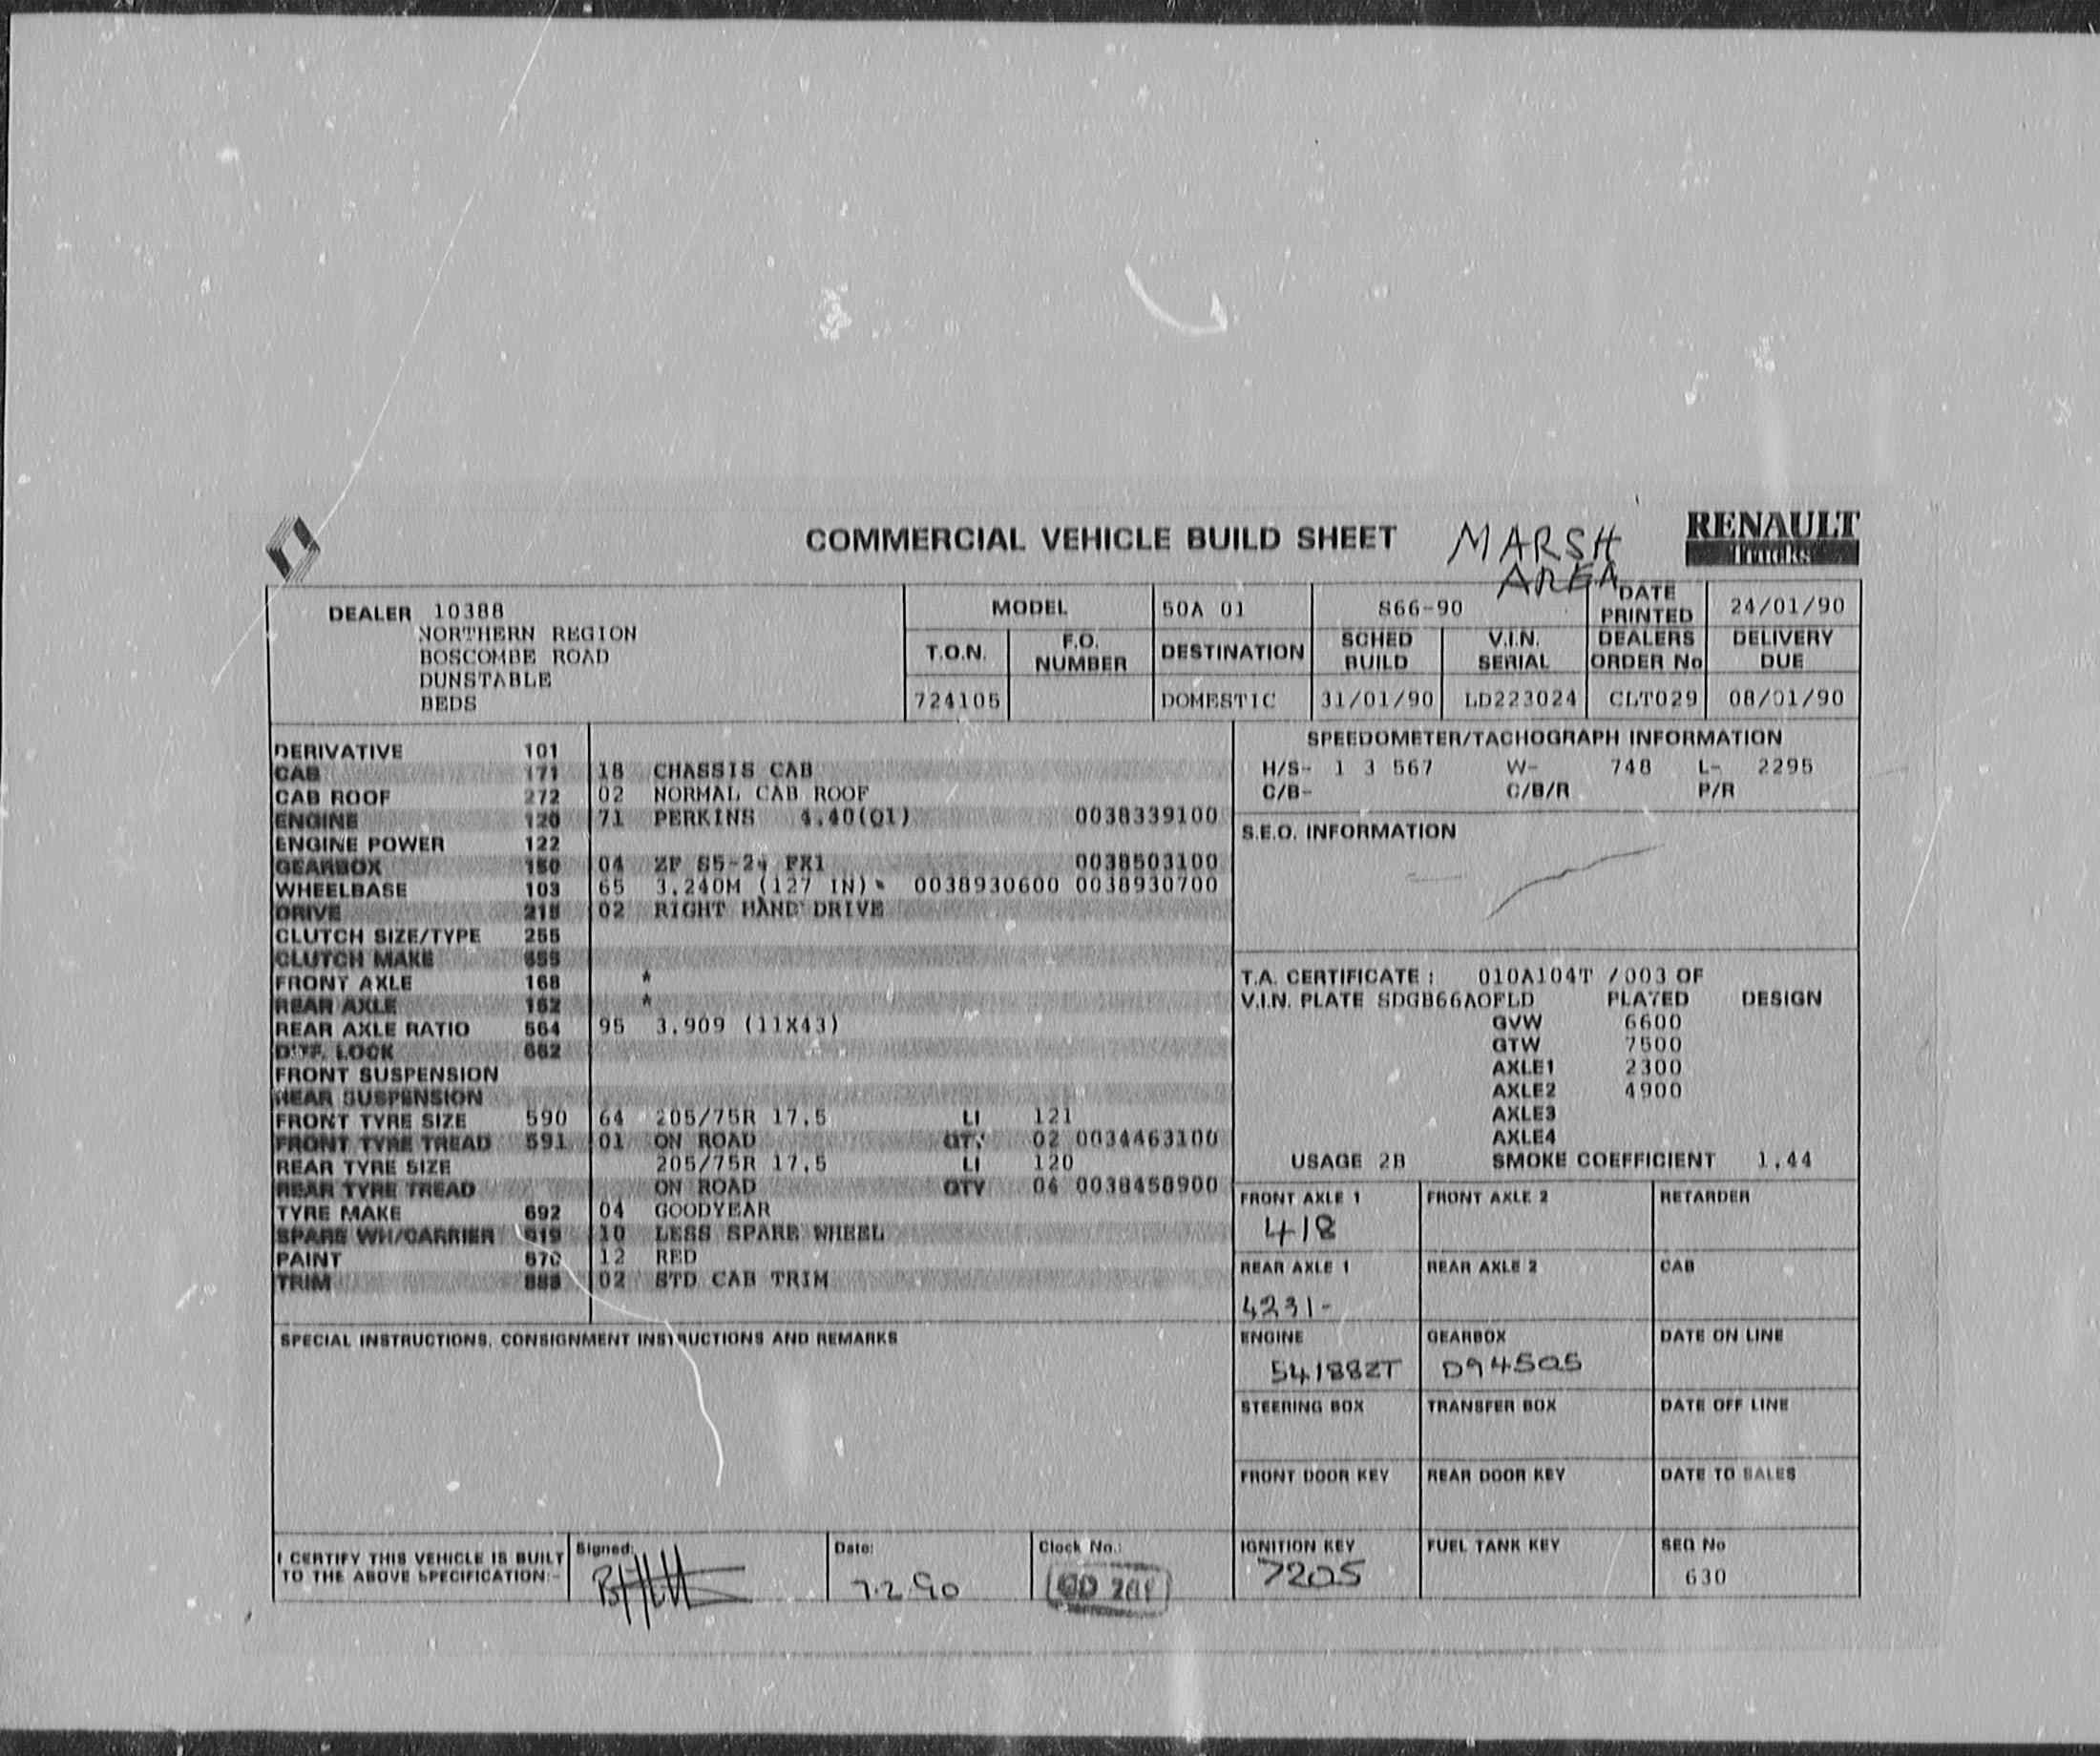 COMMERCIAL VEHICLE BUILD SHEET
MARSH
AREA
RENAULT
Trucks
DEALER 10388
NORTHERN REGION
BOSCOMBE ROAD
DUNSTABLE
BEDS
MODEL 50A 01 S66-90 DATE PRINTED 24/01/90
T.O.N. F.O. NUMBER DESTINATION SCHED BUILD V.I.N. SERIAL DEALERS ORDER No DELIVERY DUE
724105 DOMESTIC 31/01/90 LD223024 CLT029 08/01/90
DERIVATIVE 101
CAB 171 18 CHASSIS CAB
CAB ROOF 272 02 NORMAL CAB ROOF
ENGINE 120 71 PERKINS 4.40(Q1) 0038339100
ENGINE POWER 122
GEARBOX 150 04 ZF S5-24 PX1 0038503100
WHEELBASE 103 65 3.240M (127 IN) 0038930600 0038930700
DRIVE 215 02 RIGHT HAND DRIVE
CLUTCH SIZE/TYPE 255
CLUTCH MAKE 655
FRONT AXLE 168 *
REAR AXLE 162 *
REAR AXLE RATIO 564 95 3.909 (11X43)
DIFF. LOCK 662
FRONT SUSPENSION
REAR SUSPENSION
FRONT TYRE SIZE 590 64 205/75R 17.5 LI 121
FRONT TYRE TREAD 591 01 ON ROAD QTY 02 0034463100
REAR TYRE SIZE 205/75R 17.5 LI 120
REAR TYRE TREAD ON ROAD QTY 04 0038458900
TYRE MAKE 692 04 GOODYEAR
SPARE WH/CARRIER 619 10 LESS SPARE WHEEL
PAINT 670 12 RED
TRIM 888 02 STD CAB TRIM
SPEEDOMETER/TACHOGRAPH INFORMATION
H/S- 1 3 567 W- 748 L- 2295
C/B- C/B/R P/R
S.E.O. INFORMATION
T.A. CERTIFICATE: 010A104T /003 OF
V.I.N. PLATE SDGB66AOFLD PLATED DESIGN
GVW 6600
GTW 7500
AXLE1 2300
AXLE2 4900
AXLE3
AXLE4
USAGE 2B SMOKE COEFFICIENT 1.44
FRONT AXLE 1 FRONT AXLE 2 RETARDER
418
REAR AXLE 1 REAR AXLE 2 CAB
4231-
ENGINE GEARBOX DATE ON LINE
541882T D94505
STEERING BOX TRANSFER BOX DATE OFF LINE
FRONT DOOR KEY REAR DOOR KEY DATE TO SALES
IGNITION KEY FUEL TANK KEY SEQ No
7205 630
SPECIAL INSTRUCTIONS, CONSIGNMENT INSTRUCTIONS AND REMARKS
I CERTIFY THIS VEHICLE IS BUILT
TO THE ABOVE SPECIFICATION:-
Signed:
Date:
7.2.90
Clock No.: